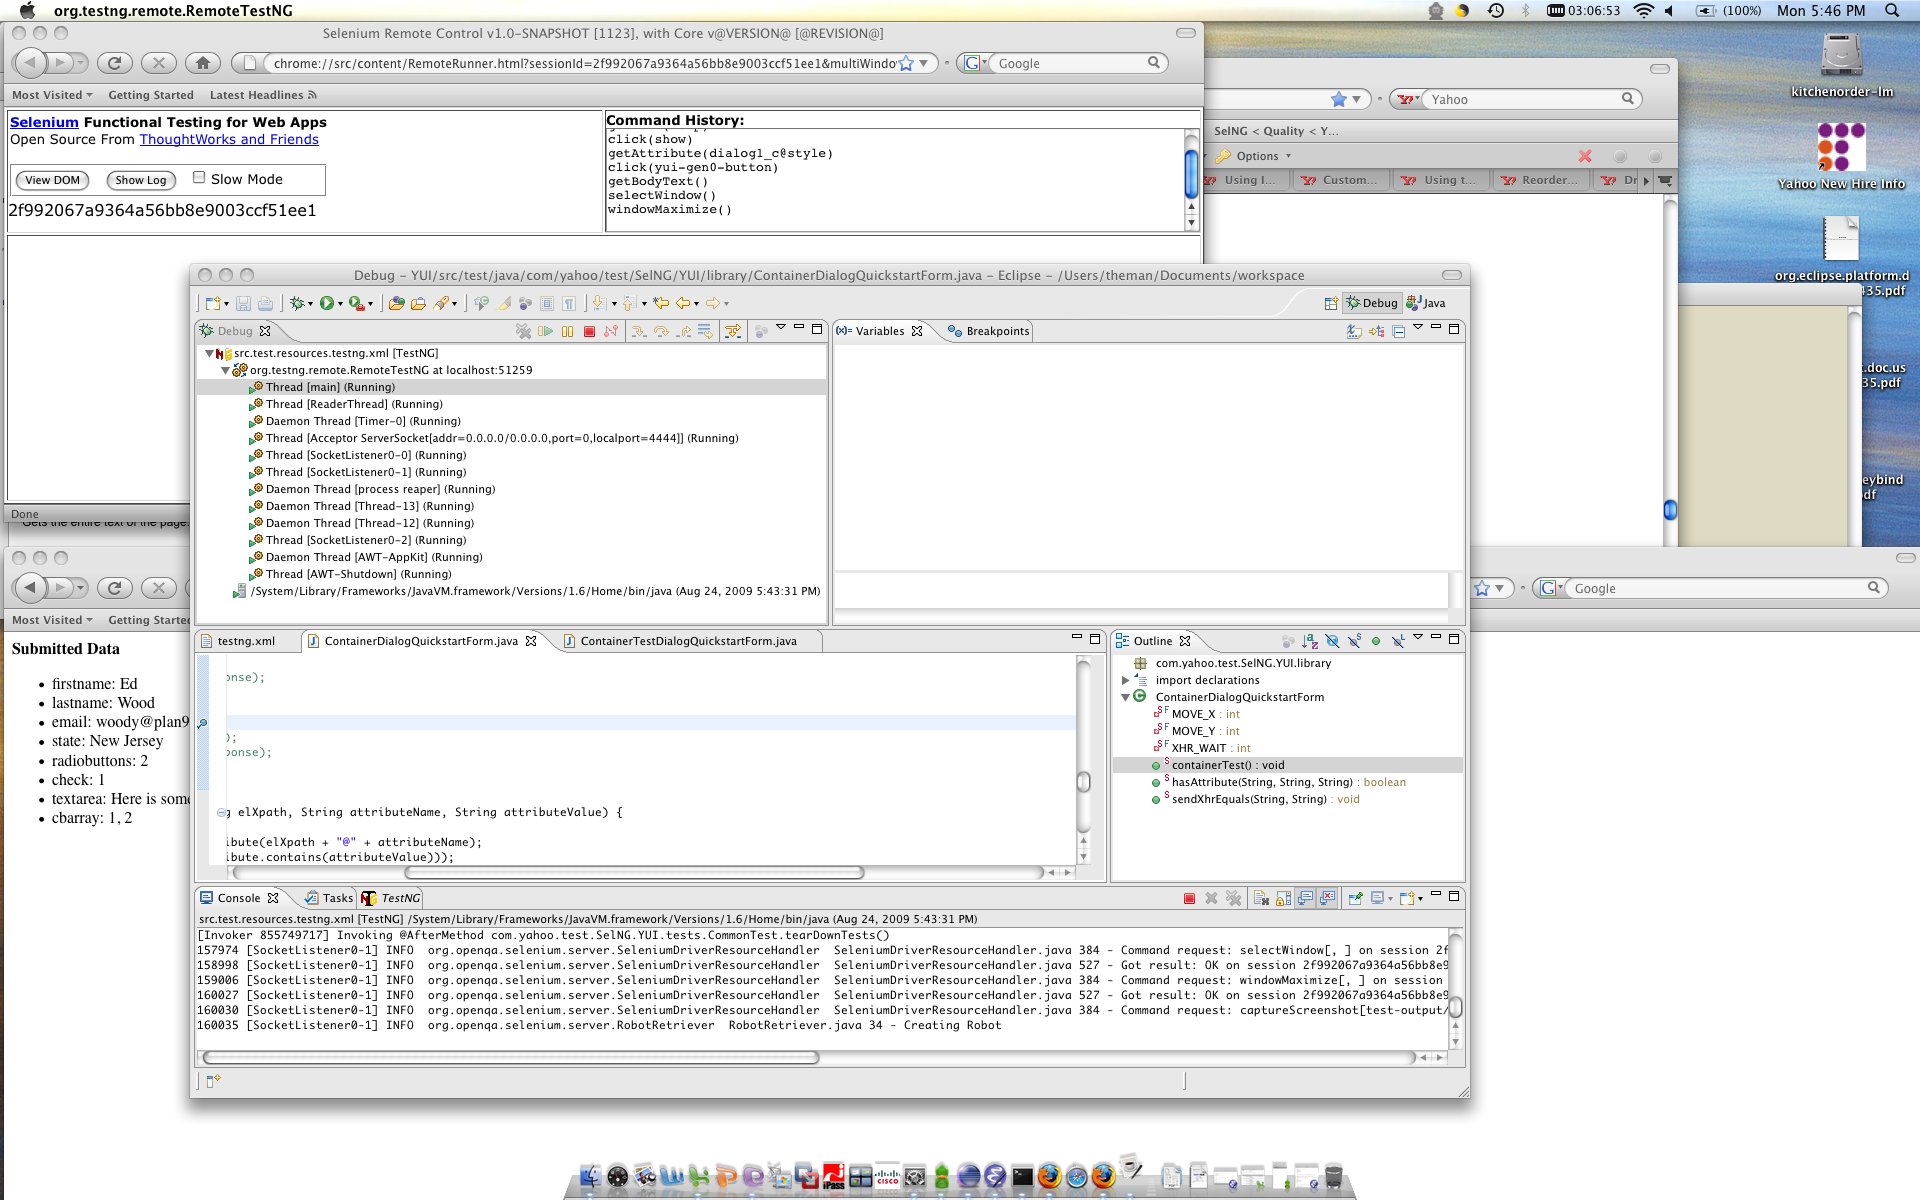 org.testng.remote.RemoteTestNG
03:06:53
(100%)
Mon 5:46 PM
Selenium Remote Control v1.0-SNAPSHOT [1123], with Core v@VERSION@ [@REVISION@]
chrome://src/content/RemoteRunner.html?sessionId=2f992067a9364a56bb8e9003ccf51ee1&multiWindo
Google
Most Visited
Getting Started
Latest Headlines
Selenium Functional Testing for Web Apps
Open Source From ThoughtWorks and Friends
View DOM
Show Log
Slow Mode
2f992067a9364a56bb8e9003ccf51ee1
Command History:
click(show)
getAttribute(dialog1_c@style)
click(yui-gen0-button)
getBodyText()
selectWindow()
windowMaximize()
Done
Gets the entire text of the page.
Yahoo
SelNG < Quality < Y...
Options
Using I...
Custom...
Using t...
Reorder...
Dr
kitchenorder-lm
Yahoo New Hire Info
org.eclipse.platform.d
435.pdf
t.doc.us
35.pdf
eybind
df
Debug - YUI/src/test/java/com/yahoo/test/SelNG/YUI/library/ContainerDialogQuickstartForm.java - Eclipse - /Users/theman/Documents/workspace
Debug
Java
Debug
src.test.resources.testng.xml [TestNG]
org.testng.remote.RemoteTestNG at localhost:51259
Thread [main] (Running)
Thread [ReaderThread] (Running)
Daemon Thread [Timer-0] (Running)
Thread [Acceptor ServerSocket[addr=0.0.0.0/0.0.0.0,port=0,localport=4444]] (Running)
Thread [SocketListener0-0] (Running)
Thread [SocketListener0-1] (Running)
Daemon Thread [process reaper] (Running)
Daemon Thread [Thread-13] (Running)
Daemon Thread [Thread-12] (Running)
Thread [SocketListener0-2] (Running)
Daemon Thread [AWT-AppKit] (Running)
Thread [AWT-Shutdown] (Running)
/System/Library/Frameworks/JavaVM.framework/Versions/1.6/Home/bin/java (Aug 24, 2009 5:43:31 PM)
Variables
Breakpoints
Google
Most Visited
Getting Starte
Submitted Data
firstname: Ed
lastname: Wood
email: woody@plan9
state: New Jersey
radiobuttons: 2
check: 1
textarea: Here is some
cbarray: 1, 2
testng.xml
ContainerDialogQuickstartForm.java
ContainerTestDialogQuickstartForm.java
onse);
);
ponse);
g elXpath, String attributeName, String attributeValue) {
ibute(elXpath + "@" + attributeName);
ibute.contains(attributeValue)));
Outline
com.yahoo.test.SelNG.YUI.library
import declarations
ContainerDialogQuickstartForm
MOVE_X : int
MOVE_Y : int
XHR_WAIT : int
containerTest() : void
hasAttribute(String, String, String) : boolean
sendXhrEquals(String, String) : void
Console
Tasks
TestNG
src.test.resources.testng.xml [TestNG] /System/Library/Frameworks/JavaVM.framework/Versions/1.6/Home/bin/java (Aug 24, 2009 5:43:31 PM)
[Invoker 855749717] Invoking @AfterMethod com.yahoo.test.SelNG.YUI.tests.CommonTest.tearDownTests()
157974 [SocketListener0-1] INFO org.openqa.selenium.server.SeleniumDriverResourceHandler SeleniumDriverResourceHandler.java 384 - Command request: selectWindow[, ] on session 2f
158998 [SocketListener0-1] INFO org.openqa.selenium.server.SeleniumDriverResourceHandler SeleniumDriverResourceHandler.java 527 - Got result: OK on session 2f992067a9364a56bb8e9
159006 [SocketListener0-1] INFO org.openqa.selenium.server.SeleniumDriverResourceHandler SeleniumDriverResourceHandler.java 384 - Command request: windowMaximize[, ] on session
160027 [SocketListener0-1] INFO org.openqa.selenium.server.SeleniumDriverResourceHandler SeleniumDriverResourceHandler.java 527 - Got result: OK on session 2f992067a9364a56bb8e9
160030 [SocketListener0-1] INFO org.openqa.selenium.server.SeleniumDriverResourceHandler SeleniumDriverResourceHandler.java 384 - Command request: captureScreenshot[test-output/
160035 [SocketListener0-1] INFO org.openqa.selenium.server.RobotRetriever RobotRetriever.java 34 - Creating Robot
iPass
CISCO